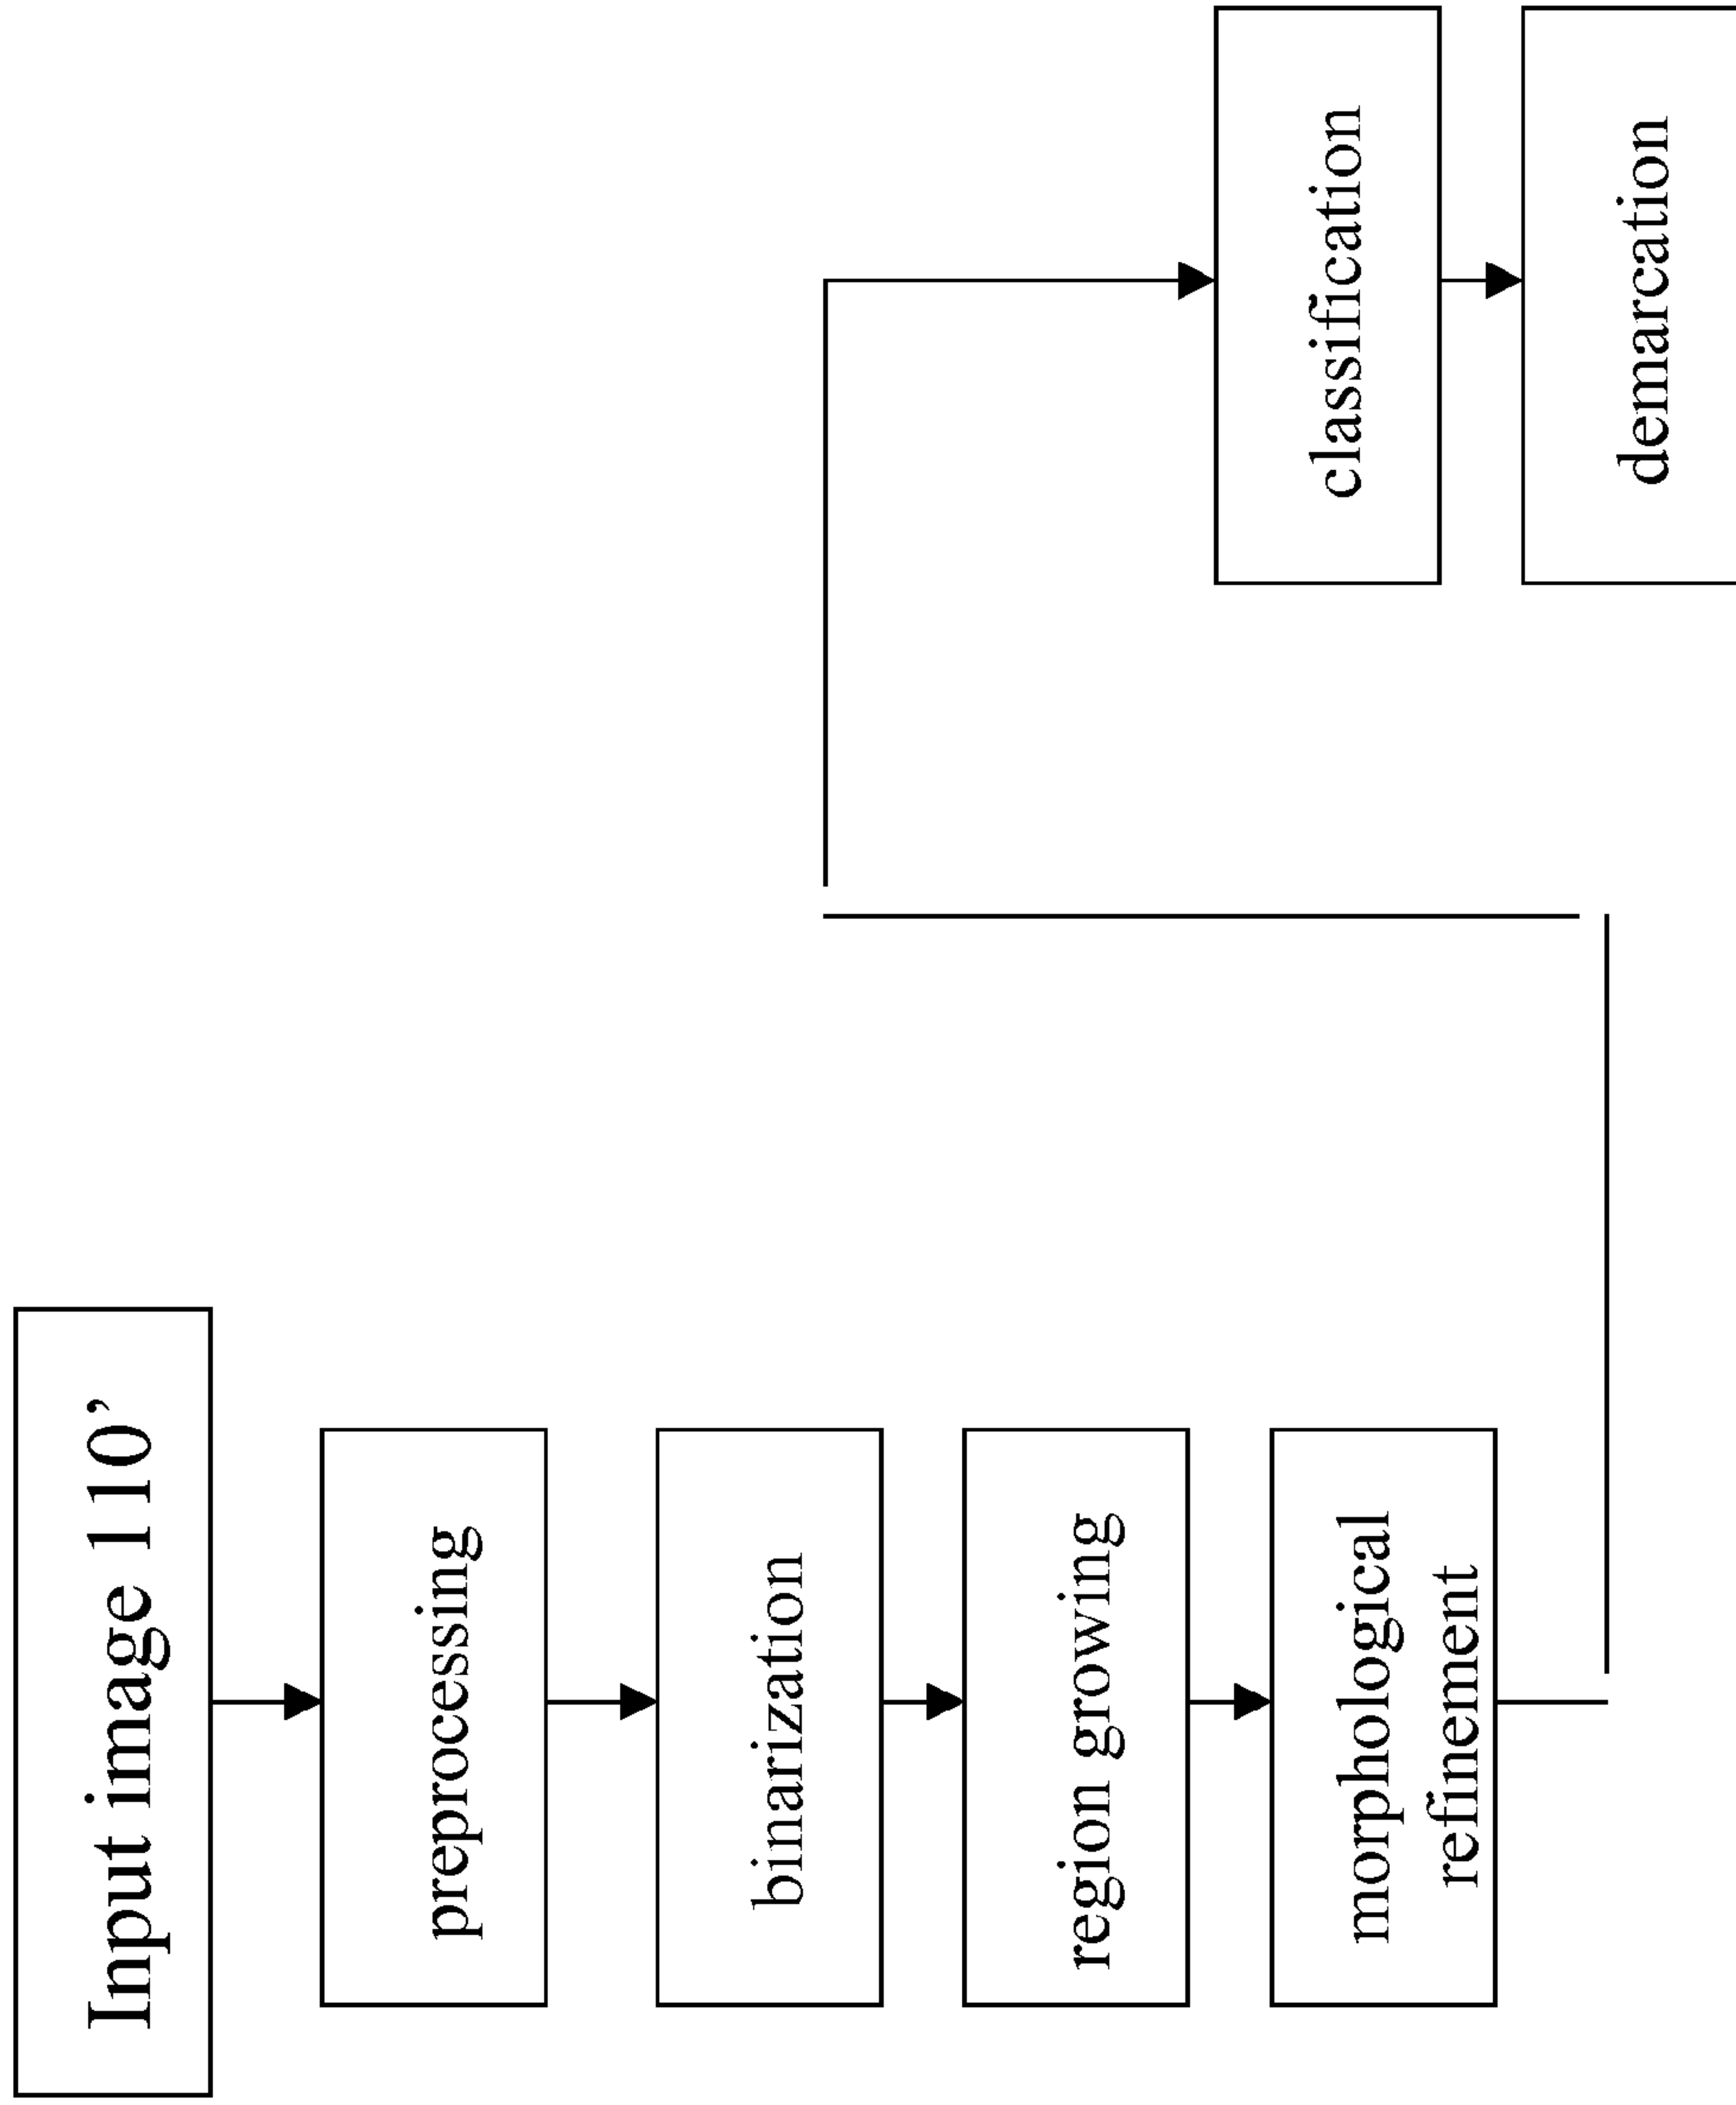 Input image 110’
preprocessing
binarization
region growing
morphological
refinement
classification
demarcation